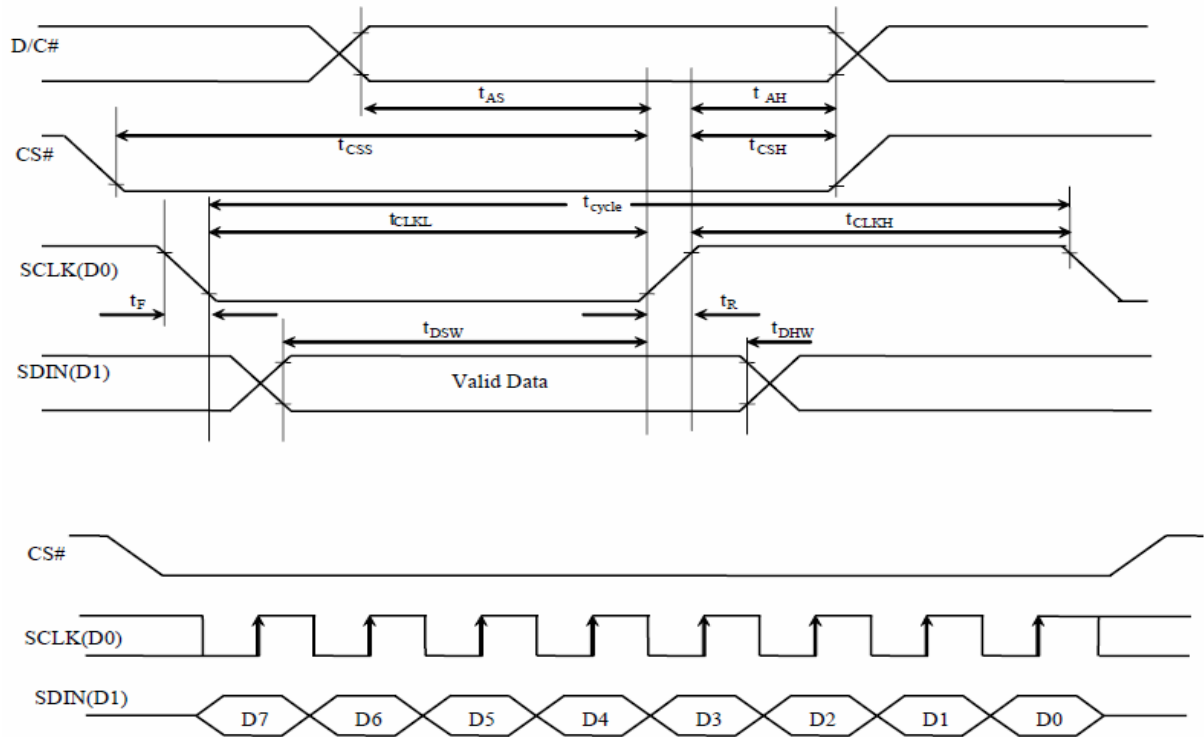 D/C#
tAS
t AH
tCSS
tCSH
CS#
tcycle
tCLKL
tCLKH
SCLK(D0)
tF
tR
tDSW
tDHW
SDIN(D1)
Valid Data
CS#
SCLK(D0)
SDIN(D1)
D7 D6 D5 D4 D3 D2 D1 D0